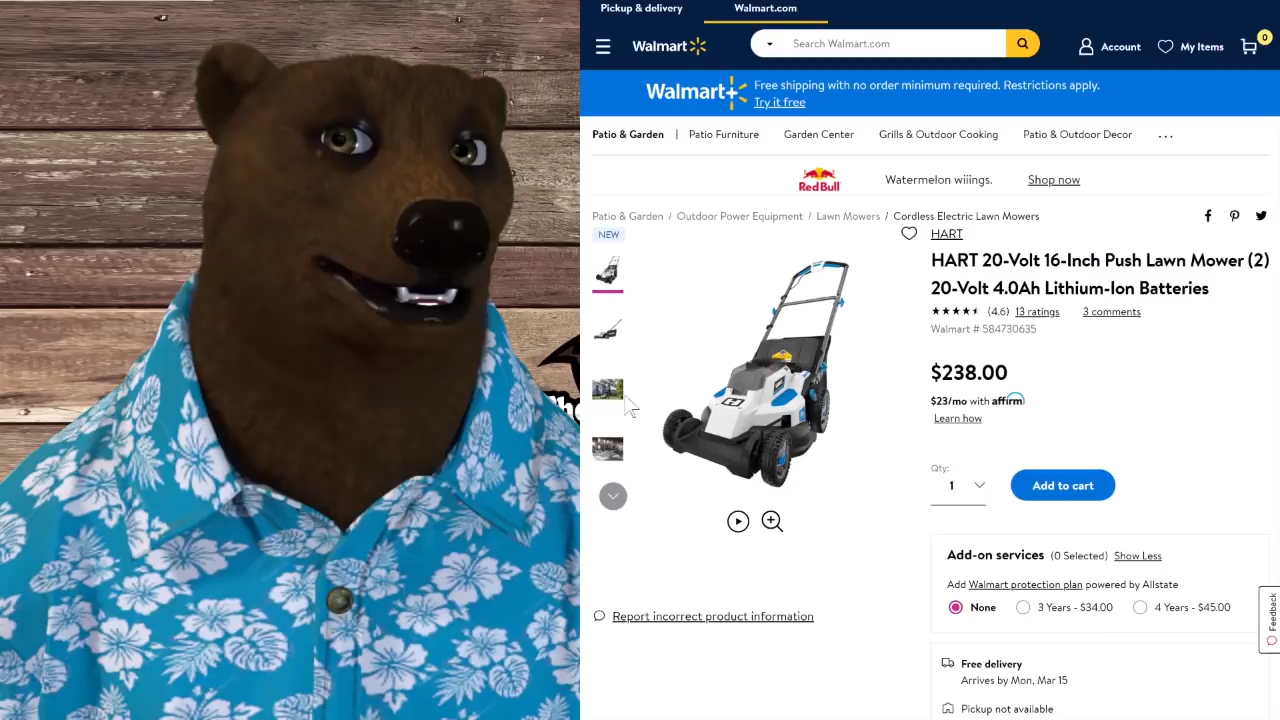 Pickup & delivery
Walmart.com
Walmart
Search Walmart.com
Account
My Items
0
Walmart+
Free shipping with no order minimum required. Restrictions apply.
Try it free
Patio & Garden | Patio Furniture Garden Center Grills & Outdoor Cooking Patio & Outdoor Decor ...
Red Bull
Watermelon wiiings.
Shop now
Patio & Garden / Outdoor Power Equipment / Lawn Mowers / Cordless Electric Lawn Mowers
NEW
HART
HART 20-Volt 16-Inch Push Lawn Mower (2)
20-Volt 4.0Ah Lithium-Ion Batteries
(4.6) 13 ratings 3 comments
Walmart # 584730635
$238.00
$23/mo with affirm
Learn how
Qty:
1
Add to cart
Add-on services (0 Selected) Show Less
Add Walmart protection plan powered by Allstate
None 3 Years - $34.00 4 Years - $45.00
Feedback
Report incorrect product information
Free delivery
Arrives by Mon, Mar 15
Pickup not available